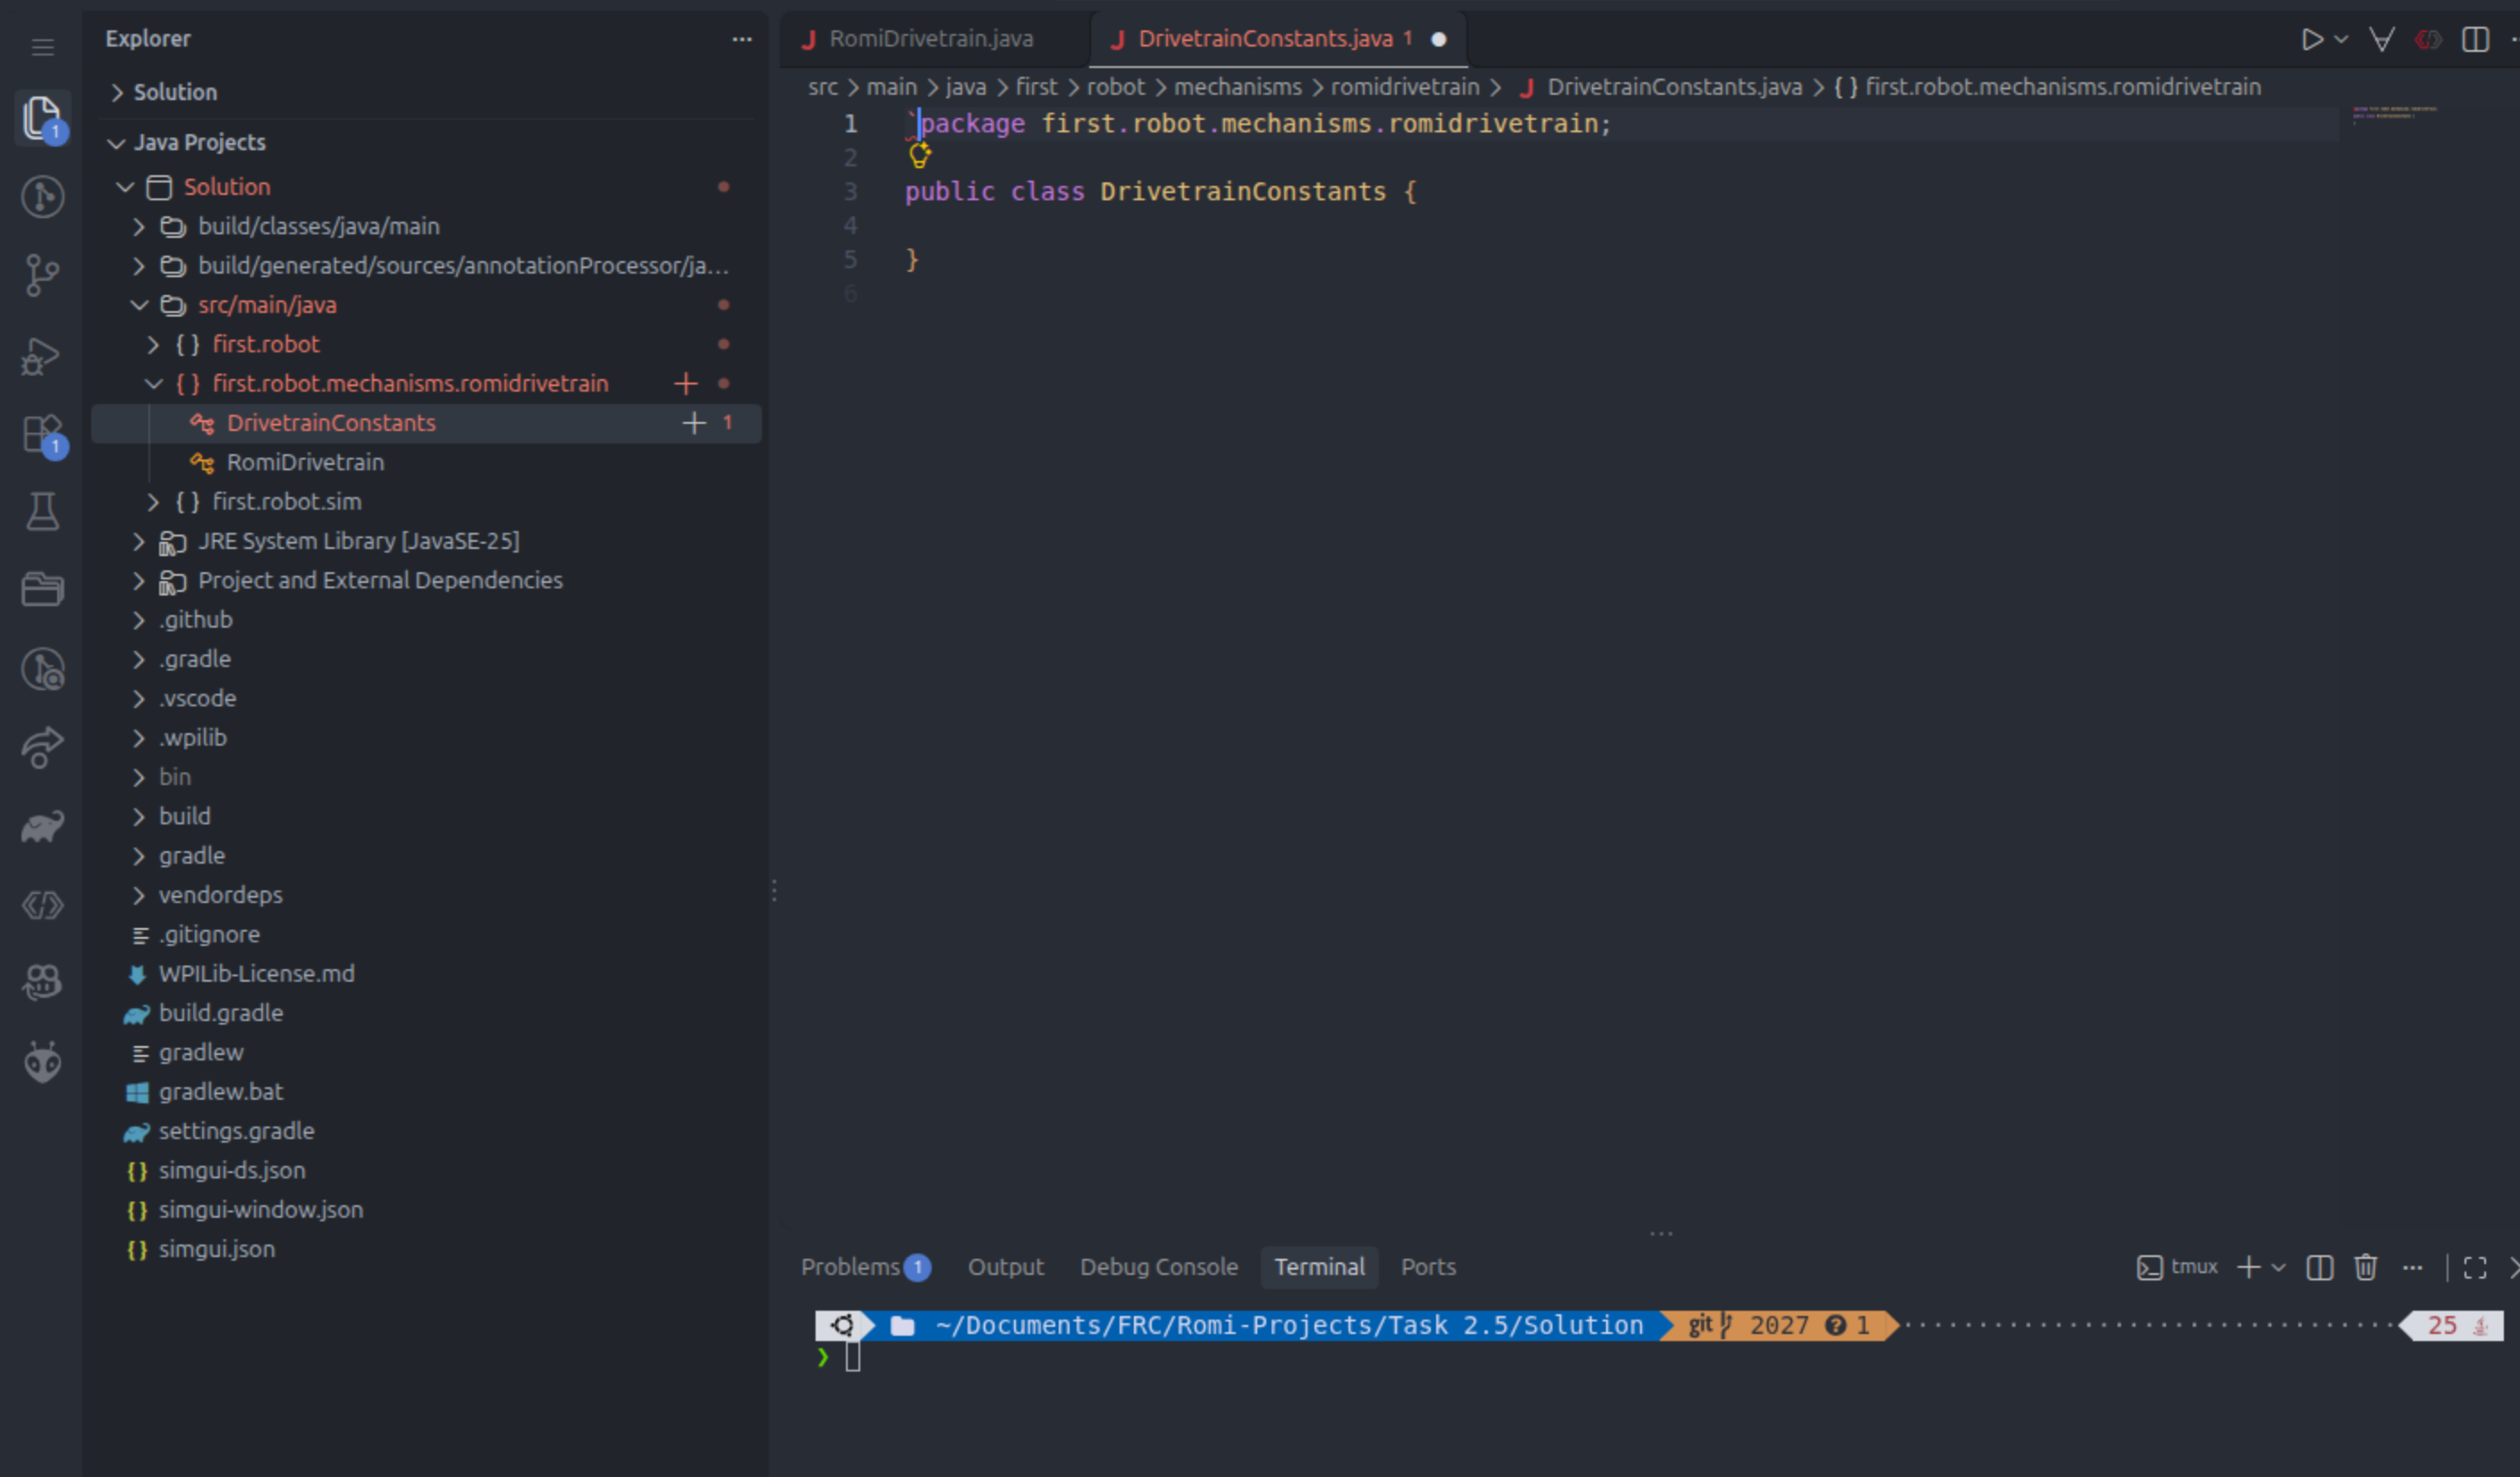 Explorer
Solution
1
Java Projects
Solution
build/classes/java/main
build/generated/sources/annotationProcessor/ja...
src/main/java
{ } first.robot
{ } first.robot.mechanisms.romidrivetrain
DrivetrainConstants 1
RomiDrivetrain
{ } first.robot.sim
1
JRE System Library [JavaSE-25]
Project and External Dependencies
.github
.gradle
.vscode
.wpilib
bin
build
gradle
vendordeps
.gitignore
WPILib-License.md
build.gradle
gradlew
gradlew.bat
settings.gradle
{} simgui-ds.json
{} simgui-window.json
{} simgui.json
J RomiDrivetrain.java
J DrivetrainConstants.java 1
src > main > java > first > robot > mechanisms > romidrivetrain > J DrivetrainConstants.java > { } first.robot.mechanisms.romidrivetrain
1 `package first.robot.mechanisms.romidrivetrain;
2
3 public class DrivetrainConstants {
4
5 }
6
Problems 1 Output Debug Console Terminal Ports
tmux
~/Documents/FRC/Romi-Projects/Task 2.5/Solution git 2027 ? 1 25
❯